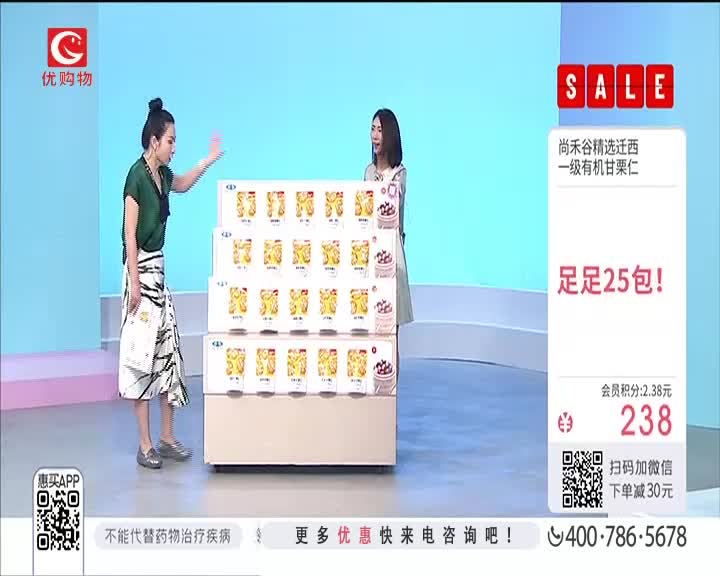 优购物
SALE
尚禾谷精选迁西
一级有机甘栗仁
足足25包!
会员积分:2.38元
238
扫码加微信
下单减30元
惠买APP
不能代替药物治疗疾病
更多优惠快来电咨询吧!
400-786-5678